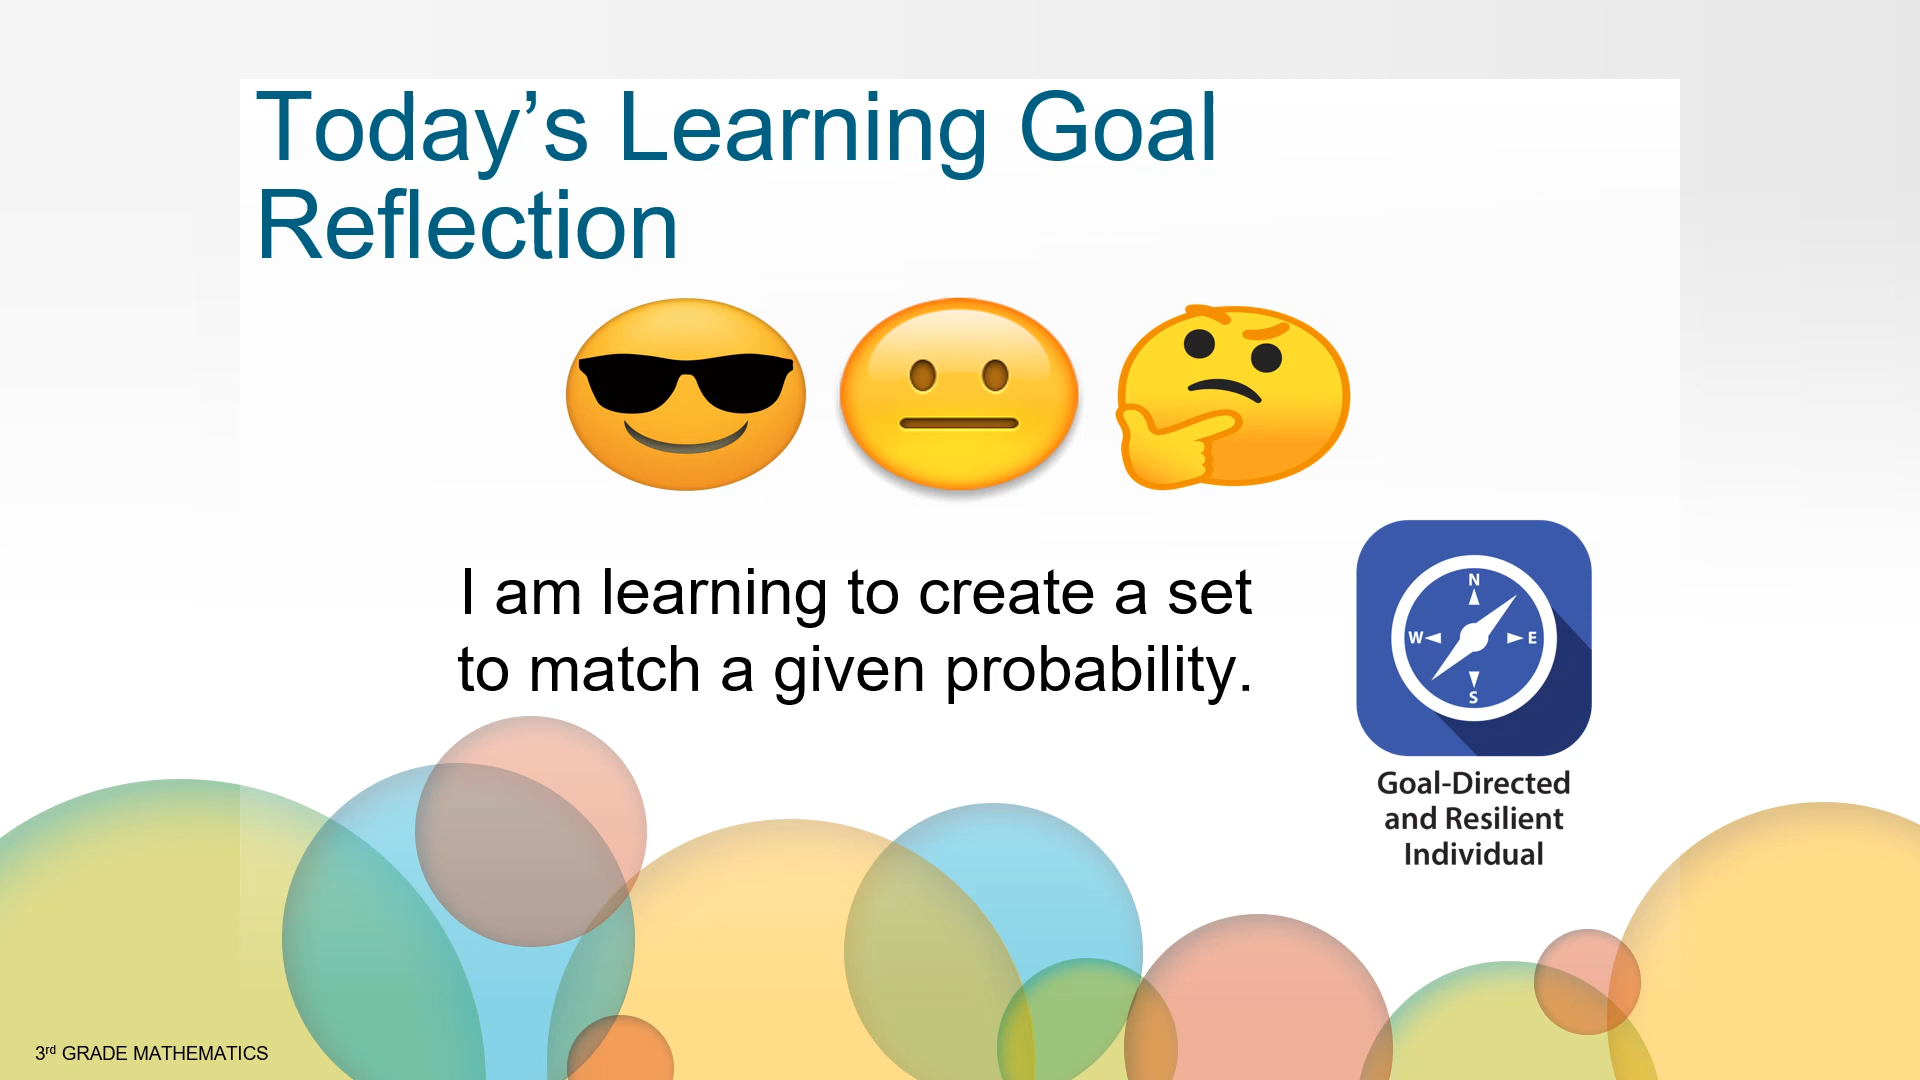 Today’s Learning Goal
Reflection
I am learning to create a set
to match a given probability.
N
W E
S
Goal-Directed
and Resilient
Individual
3rd GRADE MATHEMATICS